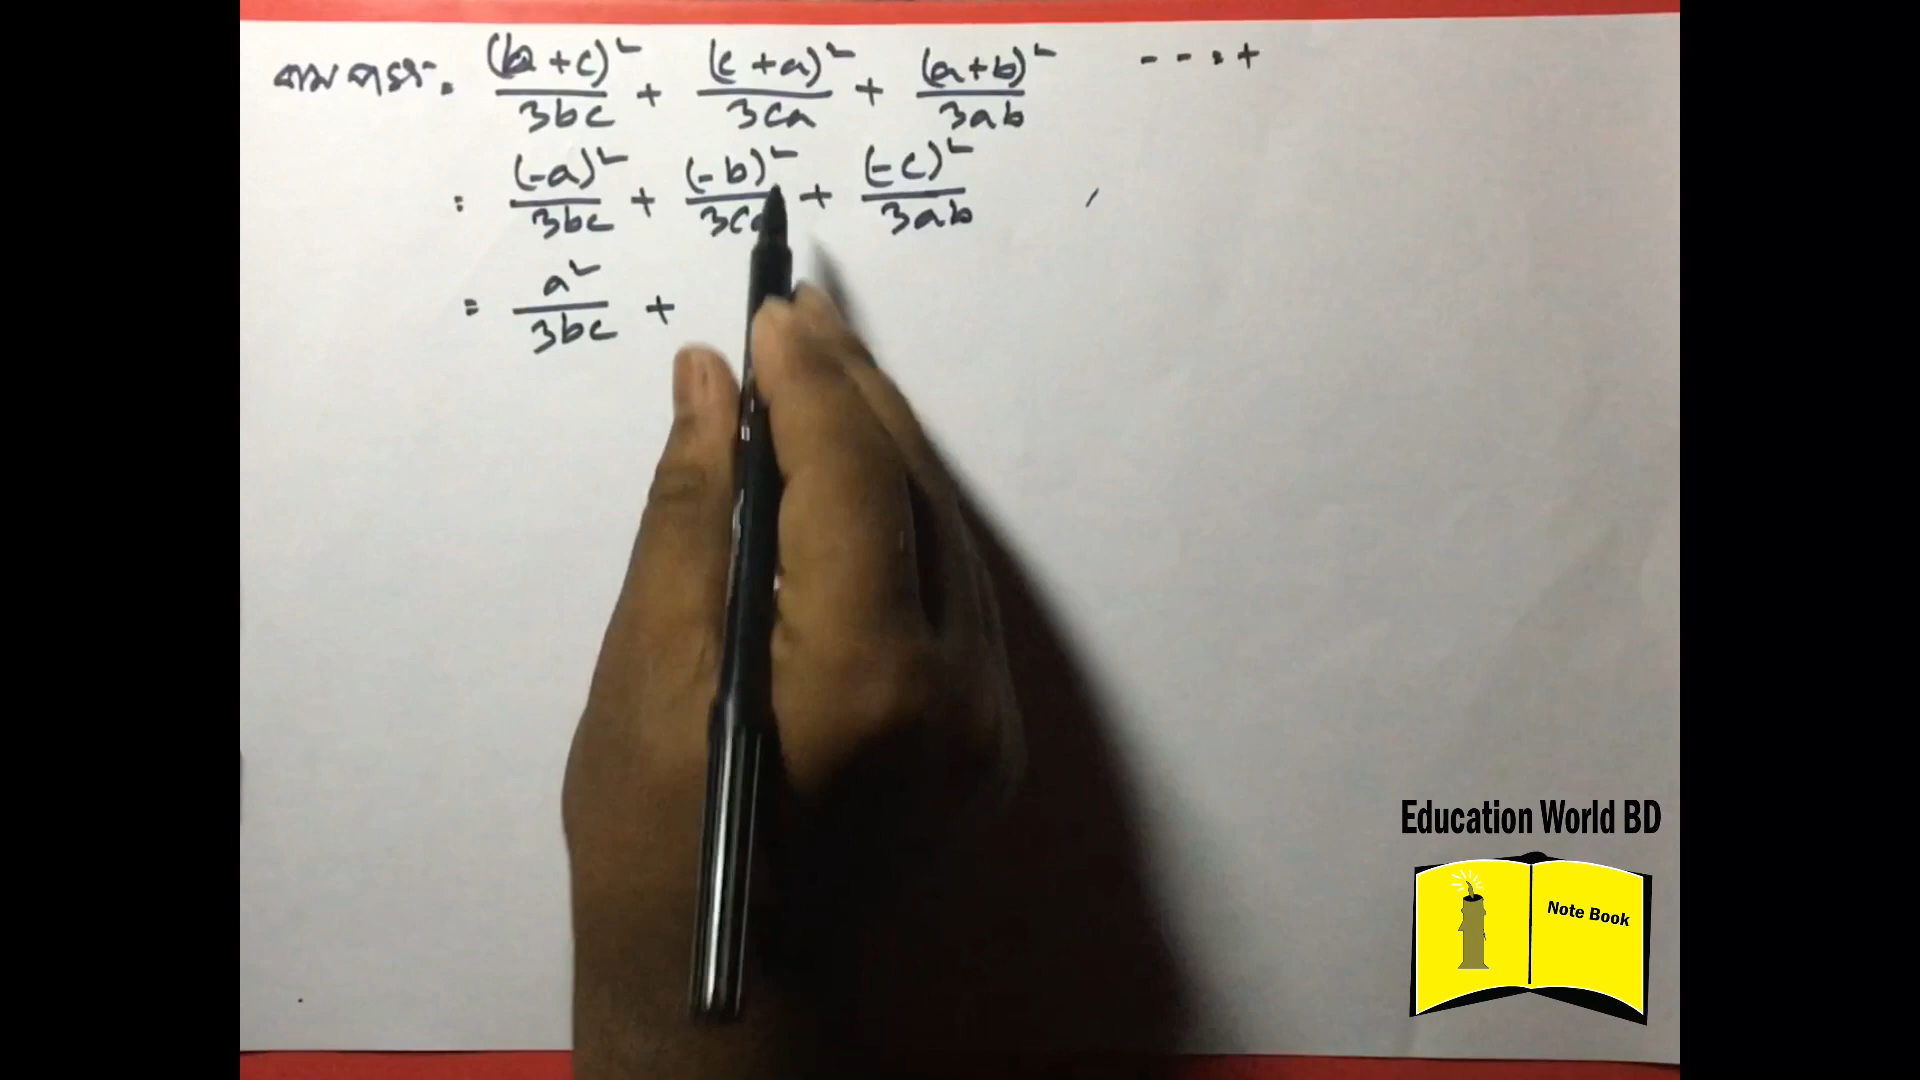 বামপক্ষ = (b+c)²/3bc + (c+a)²/3ca + (a+b)²/3ab
= (-a)²/3bc + (-b)²/3ca + (-c)²/3ab
= a²/3bc +
Education World BD
Note Book